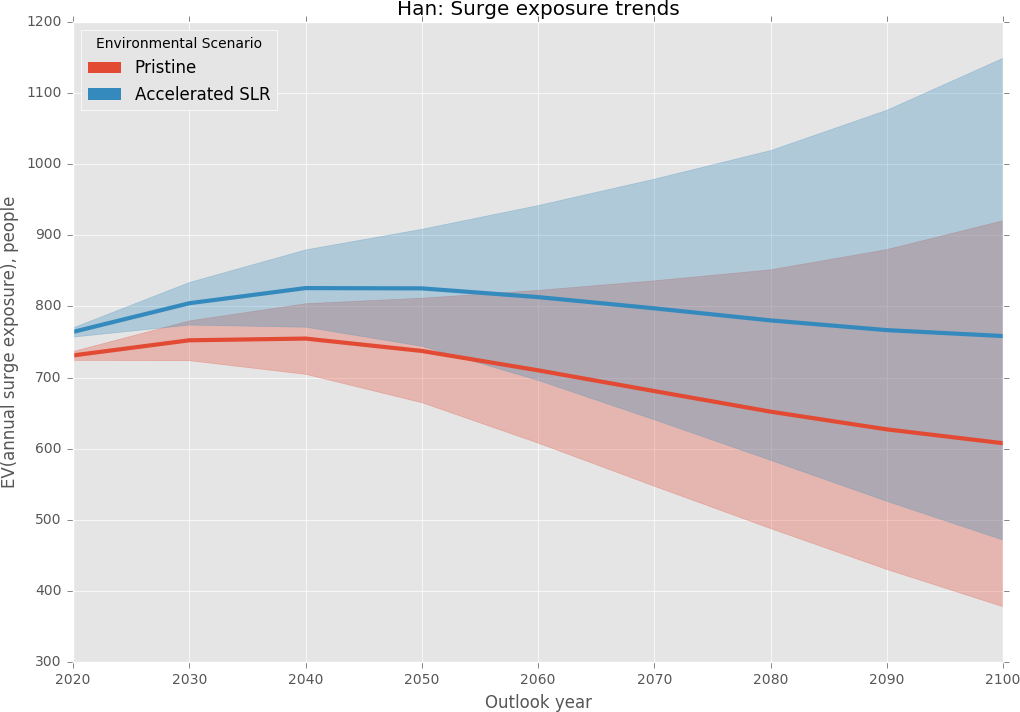 Han: Surge exposure trends
Environmental Scenario
Pristine
Accelerated SLR
EV(annual surge exposure), people
1200
1100
1000
900
800
700
600
500
400
300
2020 2030 2040 2050 2060 2070 2080 2090 2100
Outlook year